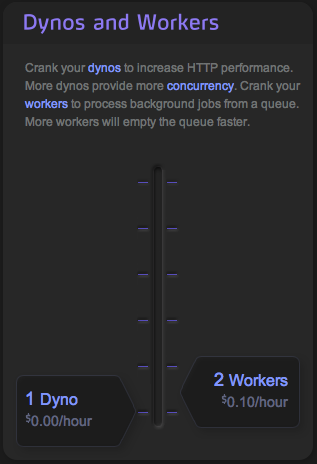 Dynos and Workers
Crank your dynos to increase HTTP performance.
More dynos provide more concurrency. Crank your
workers to process background jobs from a queue.
More workers will empty the queue faster.
2 Workers
$0.10/hour
1 Dyno
$0.00/hour